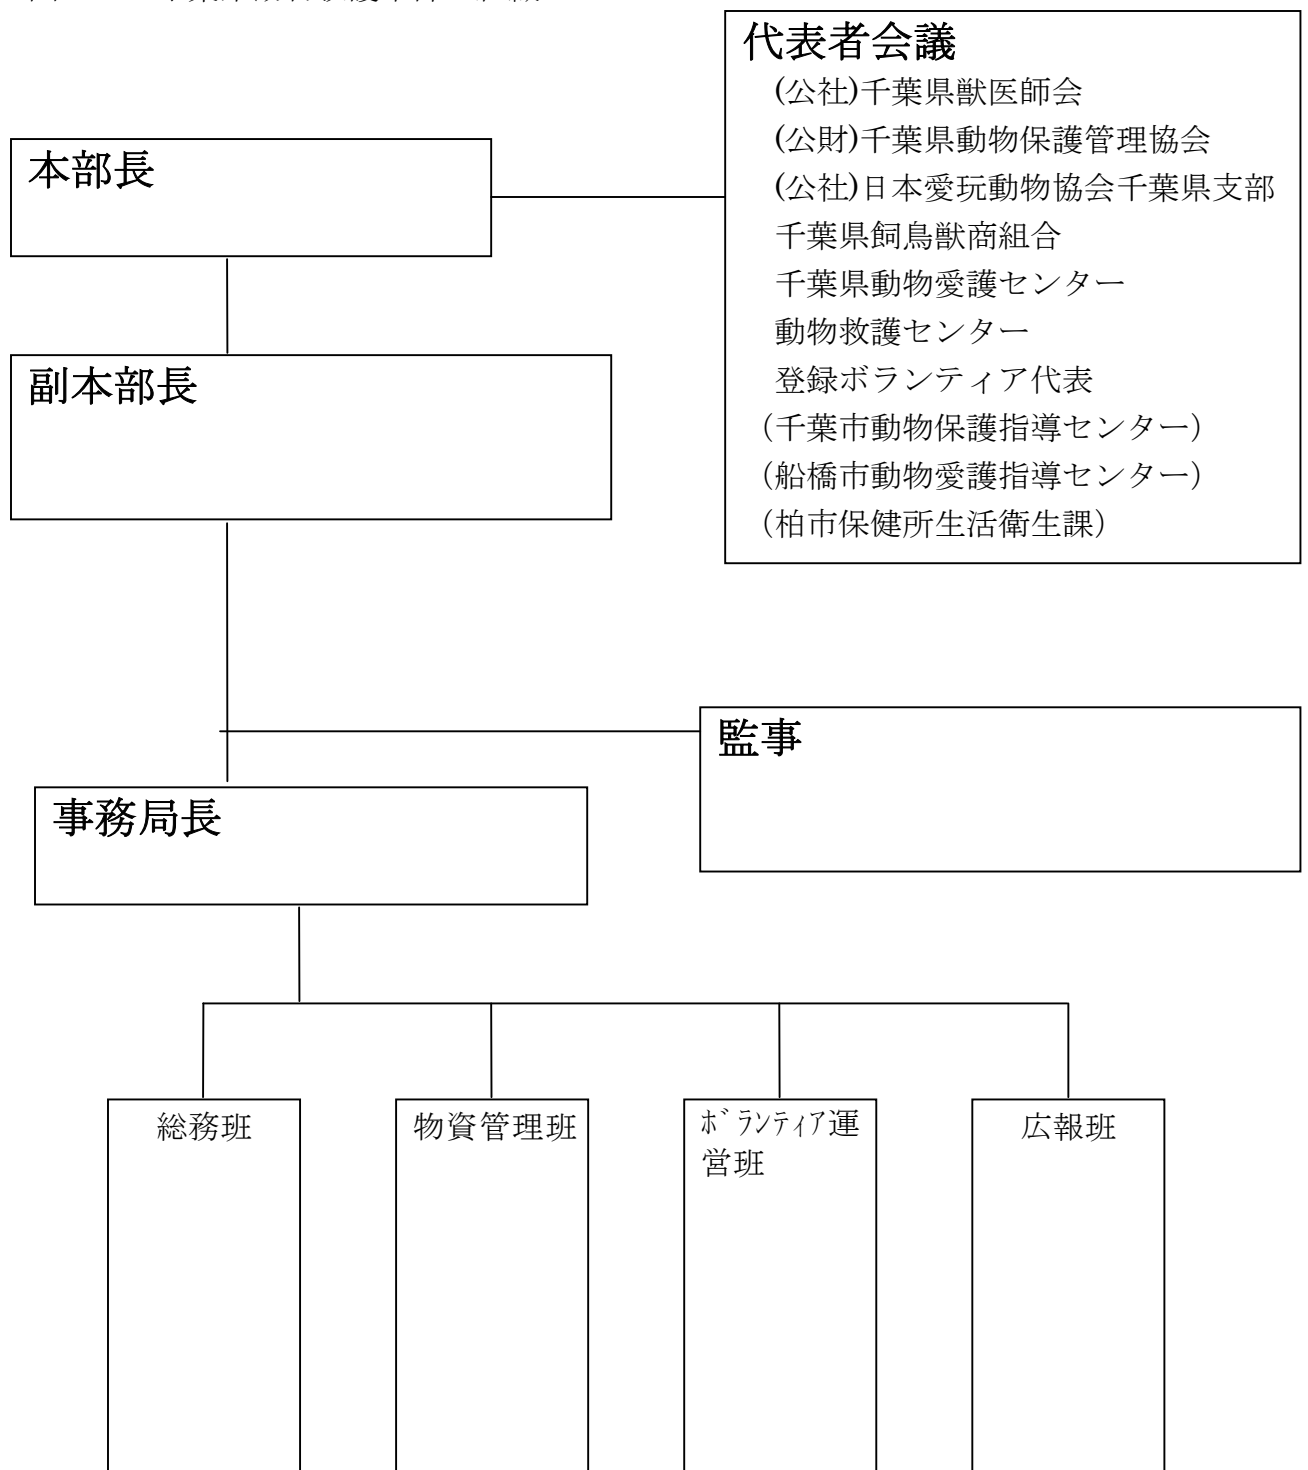 代表者会議
(公社)千葉県獣医師会
(公財)千葉県動物保護管理協会
(公社)日本愛玩動物協会千葉県支部
千葉県飼鳥獣商組合
千葉県動物愛護センター
動物救護センター
登録ボランティア代表
（千葉市動物保護指導センター）
（船橋市動物愛護指導センター）
（柏市保健所生活衛生課）
本部長
副本部長
監事
事務局長
総務班
物資管理班
ﾎﾞﾗﾝﾃｨｱ運
営班
広報班